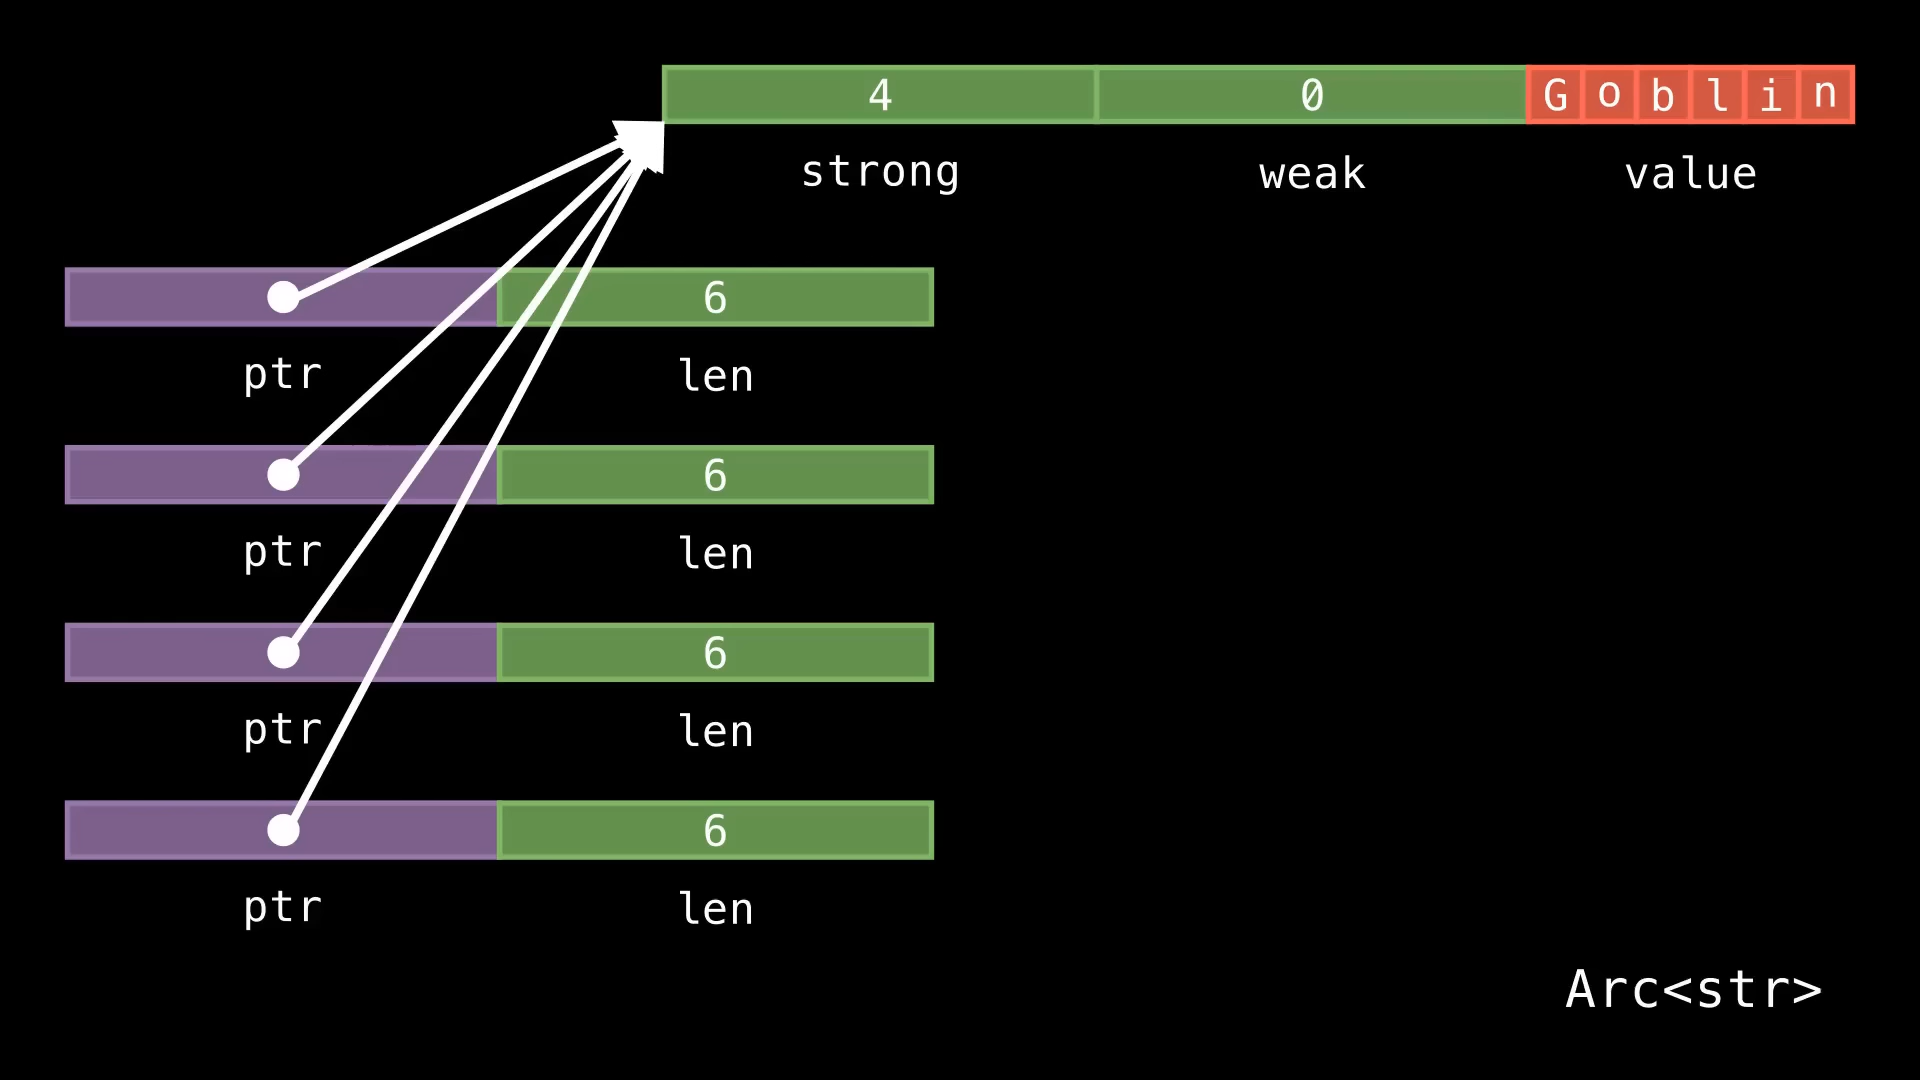 4 0 G o b l i n
strong weak value
6
ptr len
6
ptr len
6
ptr len
6
ptr len
Arc<str>